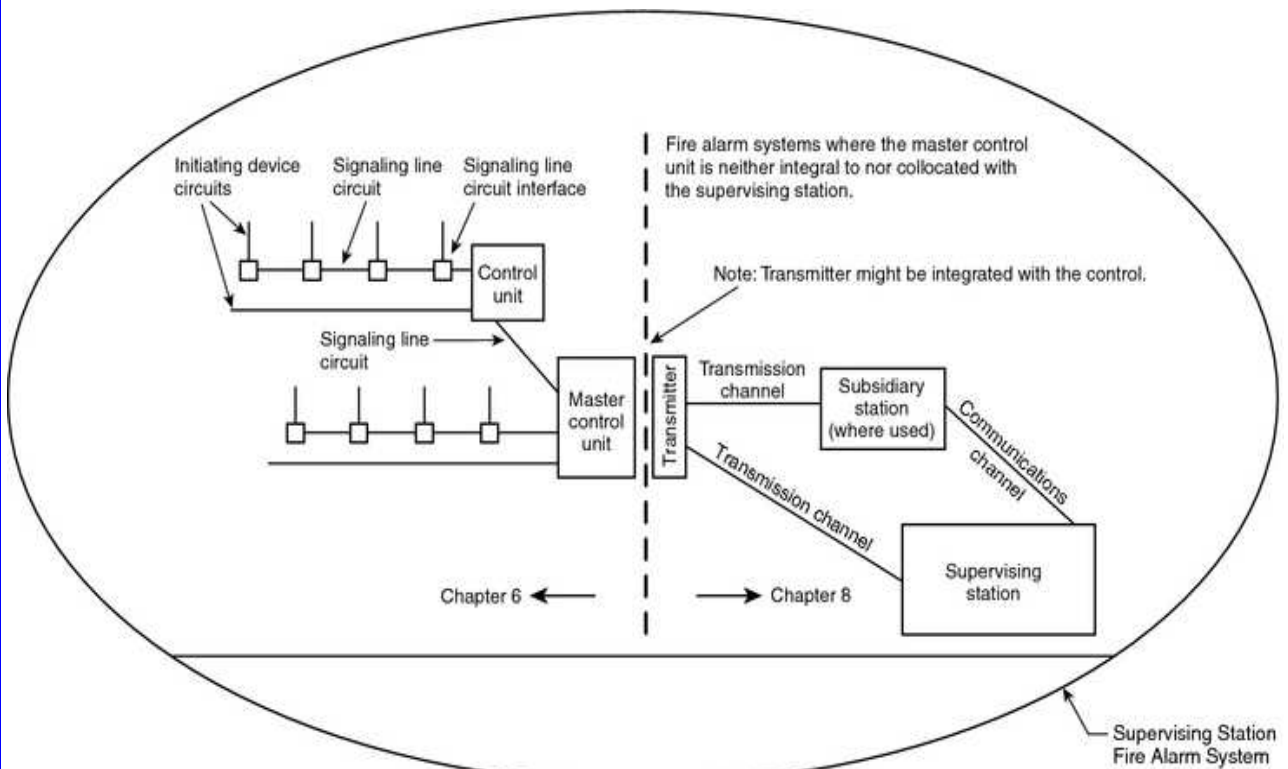 Fire alarm systems where the master control
unit is neither integral to nor collocated with
the supervising station.
Initiating device
circuits
Signaling line
circuit
Signaling line
circuit interface
Control
unit
Note: Transmitter might be integrated with the control.
Signaling line
circuit
Master
control
unit
Transmitter
Transmission
channel
Subsidiary
station
(where used)
Communications
channel
Transmission channel
Supervising
station
Chapter 6
Chapter 8
Supervising Station
Fire Alarm System